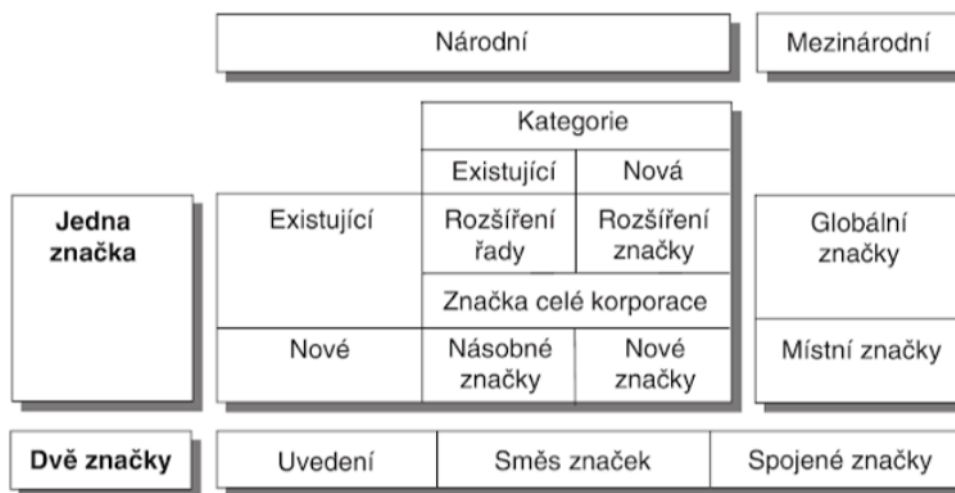 Národní
Mezinárodní
Kategorie
Existující
Nová
Jedna
značka
Existující
Rozšíření
řady
Rozšíření
značky
Globální
značky
Značka celé korporace
Nové
Násobné
značky
Nové
značky
Místní značky
Dvě značky
Uvedení
Směs značek
Spojené značky